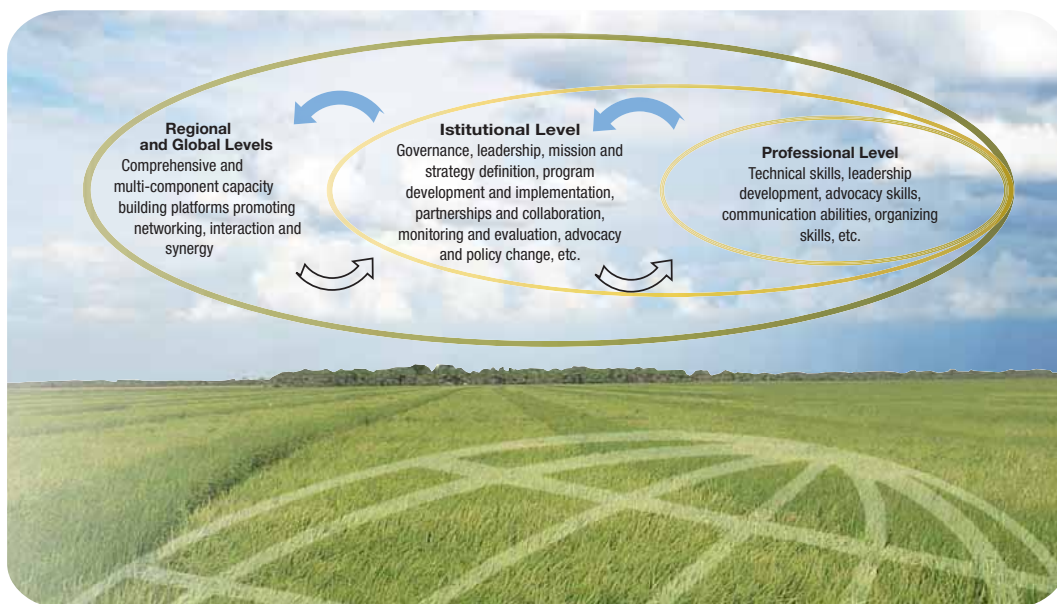 Regional
and Global Levels
Comprehensive and
multi-component capacity
building platforms promoting
networking, interaction and
synergy
Istitutional Level
Governance, leadership, mission and
strategy definition, program
development and implementation,
partnerships and collaboration,
monitoring and evaluation, advocacy
and policy change, etc.
Professional Level
Technical skills, leadership
development, advocacy skills,
communication abilities, organizing
skills, etc.